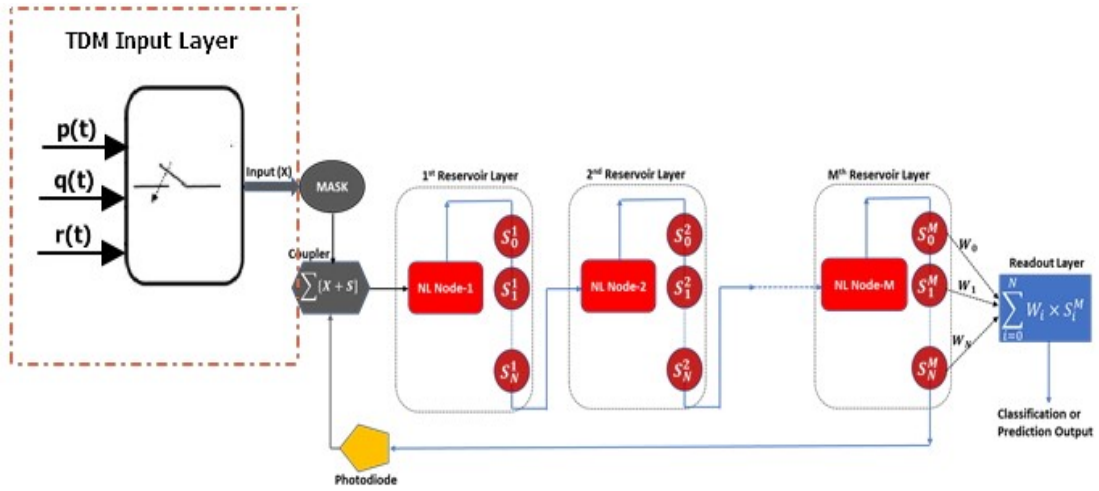 TDM Input Layer
p(t)
q(t)
r(t)
Input (X)
MASK
Coupler
∑[X + S]
1st Reservoir Layer
NL Node-1
S_0^1
S_1^1
S_N^1
2nd Reservoir Layer
NL Node-2
S_0^2
S_1^2
S_N^2
Mth Reservoir Layer
NL Node-M
S_0^M
S_1^M
S_N^M
W_0
W_1
W_N
Readout Layer
∑_{i=0}^{N} W_i × S_i^M
Classification or
Prediction Output
Photodiode